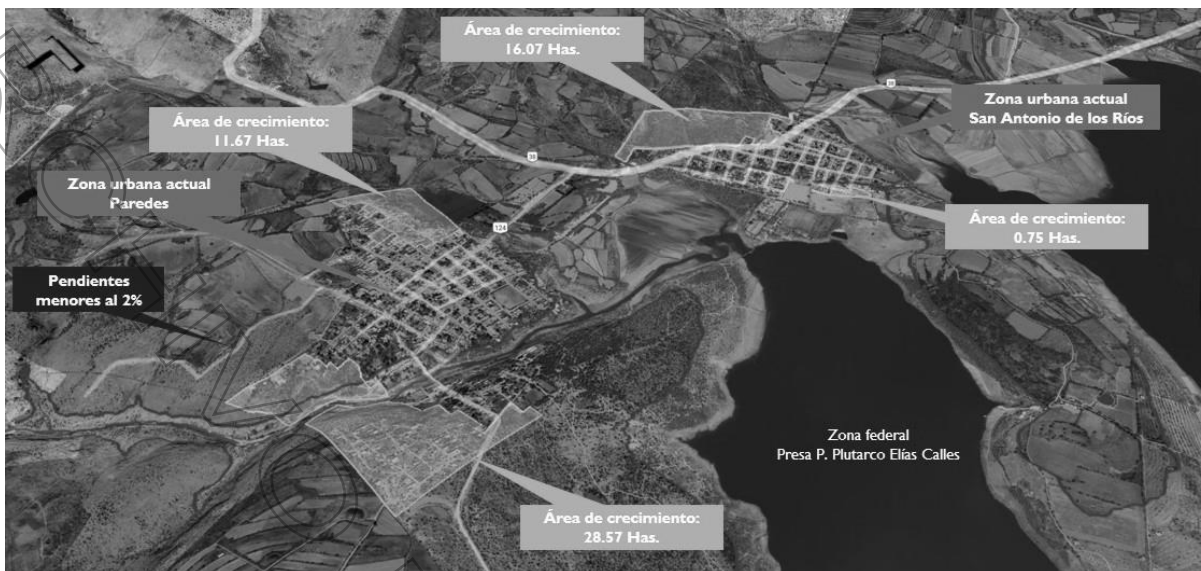 Área de crecimiento:
16.07 Has.
Área de crecimiento:
11.67 Has.
Zona urbana actual
San Antonio de los Ríos
Zona urbana actual
Paredes
Área de crecimiento:
0.75 Has.
Pendientes
menores al 2%
Zona federal
Presa P. Plutarco Elías Calles
Área de crecimiento:
28.57 Has.
124